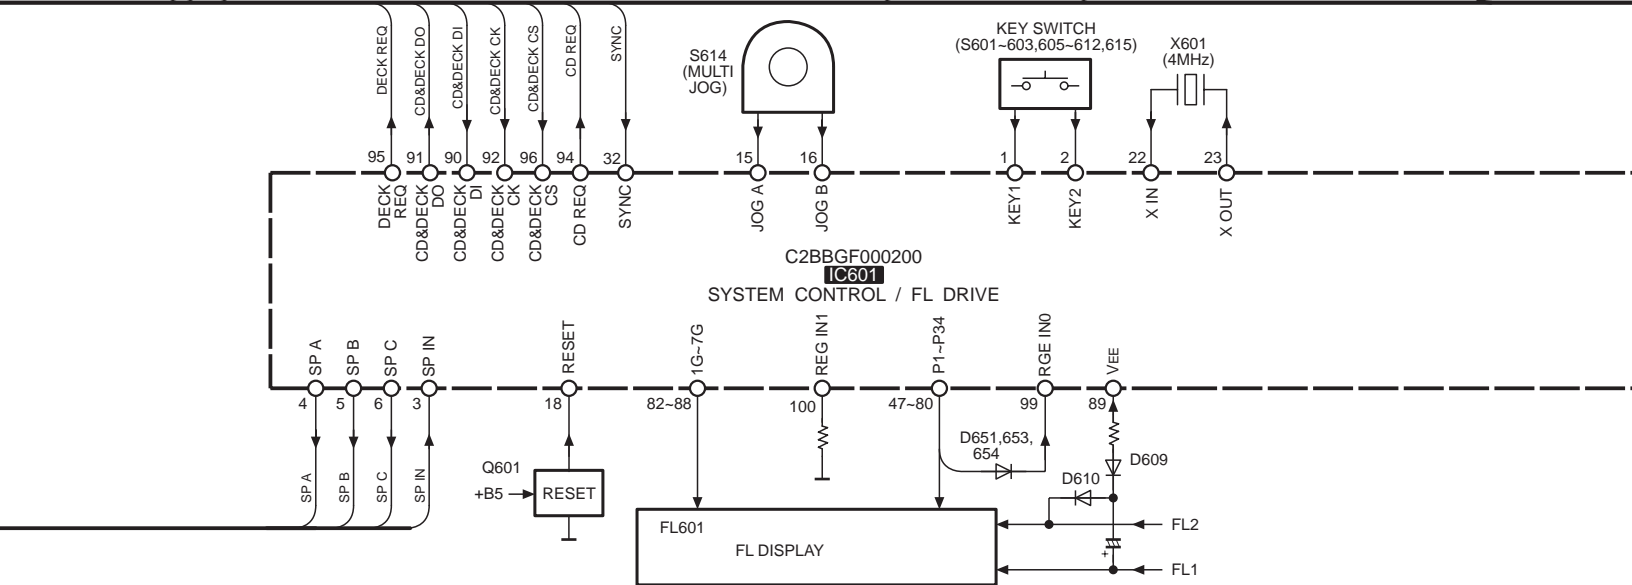 DECK REQ
CD&DECK DO
CD&DECK DI
CD&DECK CK
CD&DECK CS
CD REQ
SYNC
S614
(MULTI
JOG)
KEY SWITCH
(S601~603,605~612,615)
X601
(4MHz)
95
91
90
92
96
94
32
15
16
1
2
22
23
DECK
REQ
CD&DECK
DO
CD&DECK
DI
CD&DECK
CK
CD&DECK
CS
CD REQ
SYNC
JOG A
JOG B
KEY1
KEY2
X IN
X OUT
C2BBGF000200
IC601
SYSTEM CONTROL / FL DRIVE
SP A
SP B
SP C
SP IN
RESET
1G~7G
REG IN1
P1~P34
RGE IN0
VEE
4
5
6
3
18
82~88
100
47~80
99
89
SP A
SP B
SP C
SP IN
Q601
+B5
RESET
D651,653,
654
D609
D610
FL601
FL DISPLAY
FL2
+
FL1